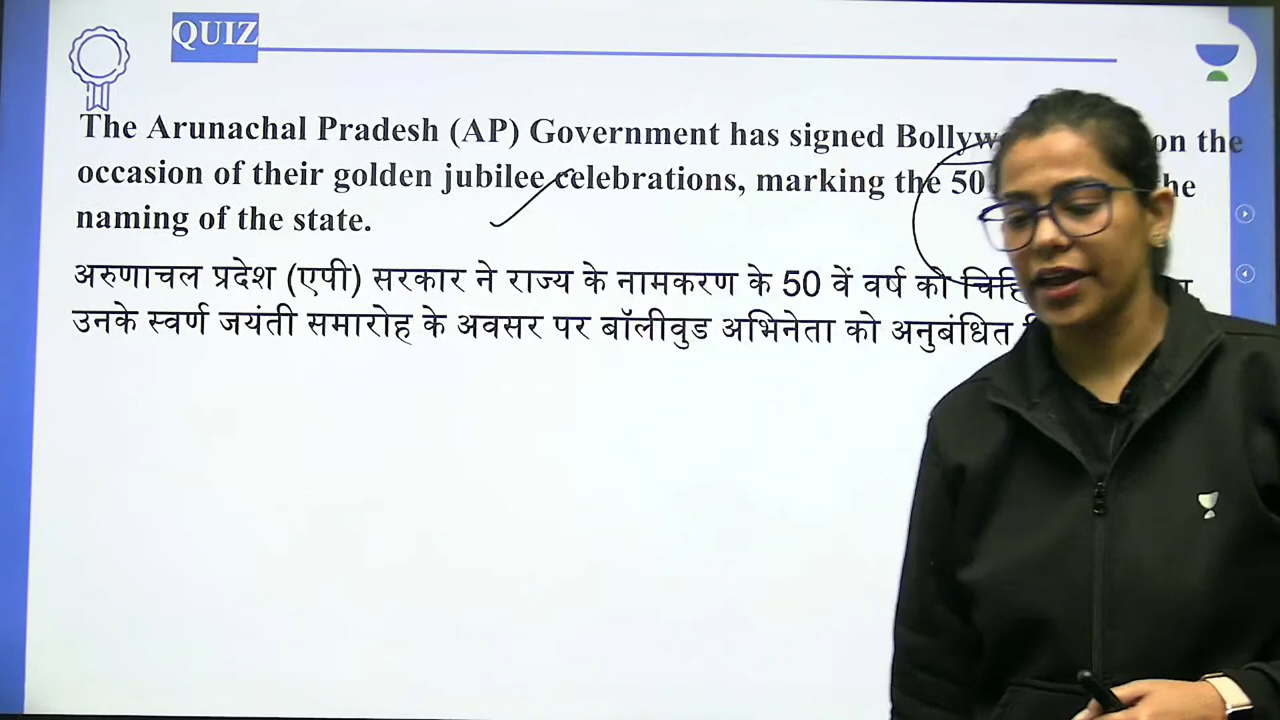 QUIZ
The Arunachal Pradesh (AP) Government has signed on the
occasion of their golden jubilee celebrations, marking the 50
naming of the state.
अरुणाचल प्रदेश (एपी) सरकार ने राज्य के नामकरण के 50 वें वर्ष को
उनके स्वर्ण जयंती समारोह के अवसर पर बॉलीवुड अभिनेता को अनुबंधित